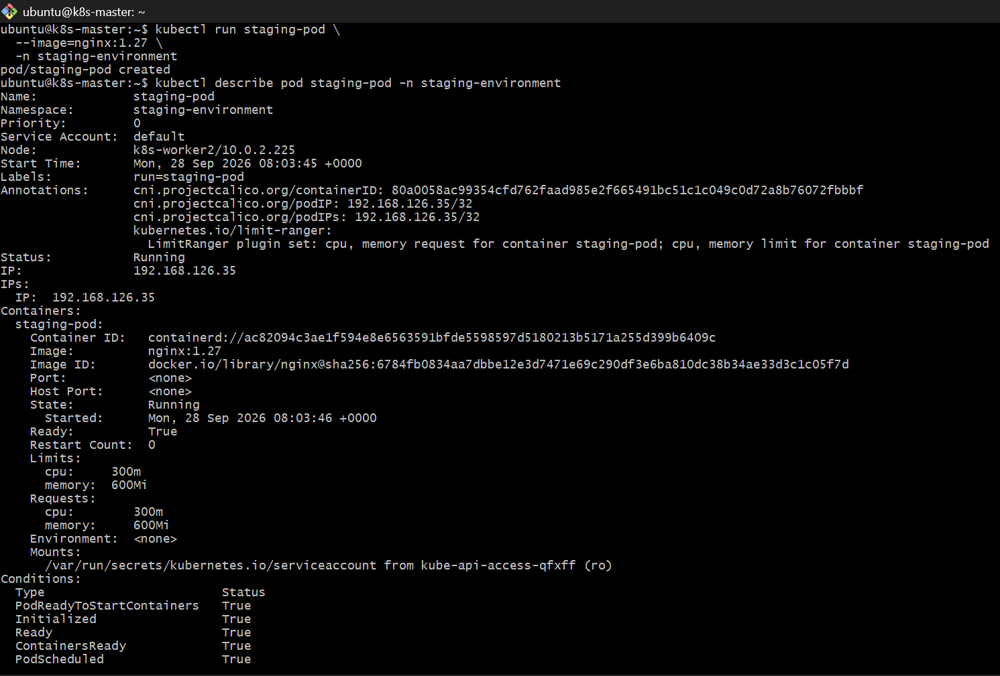 ubuntu@k8s-master: ~
ubuntu@k8s-master:~$ kubectl run staging-pod \
  --image=nginx:1.27 \
  -n staging-environment
pod/staging-pod created
ubuntu@k8s-master:~$ kubectl describe pod staging-pod -n staging-environment
Name:             staging-pod
Namespace:        staging-environment
Priority:         0
Service Account:  default
Node:             k8s-worker2/10.0.2.225
Start Time:       Mon, 28 Sep 2026 08:03:45 +0000
Labels:           run=staging-pod
Annotations:      cni.projectcalico.org/containerID: 80a0058ac99354cfd762faad985e2f665491bc51c1c049c0d72a8b76072fbbbf
                  cni.projectcalico.org/podIP: 192.168.126.35/32
                  cni.projectcalico.org/podIPs: 192.168.126.35/32
                  kubernetes.io/limit-ranger:
                    LimitRanger plugin set: cpu, memory request for container staging-pod; cpu, memory limit for container staging-pod
Status:           Running
IP:               192.168.126.35
IPs:
  IP:  192.168.126.35
Containers:
  staging-pod:
    Container ID:   containerd://ac82094c3ae1f594e8e6563591bfde5598597d5180213b5171a255d399b6409c
    Image:          nginx:1.27
    Image ID:       docker.io/library/nginx@sha256:6784fb0834aa7dbbe12e3d7471e69c290df3e6ba810dc38b34ae33d3c1c05f7d
    Port:           <none>
    Host Port:      <none>
    State:          Running
      Started:      Mon, 28 Sep 2026 08:03:46 +0000
    Ready:          True
    Restart Count:  0
    Limits:
      cpu:     300m
      memory:  600Mi
    Requests:
      cpu:        300m
      memory:     600Mi
    Environment:  <none>
    Mounts:
      /var/run/secrets/kubernetes.io/serviceaccount from kube-api-access-qfxff (ro)
Conditions:
  Type                        Status
  PodReadyToStartContainers   True
  Initialized                 True
  Ready                       True
  ContainersReady             True
  PodScheduled                True